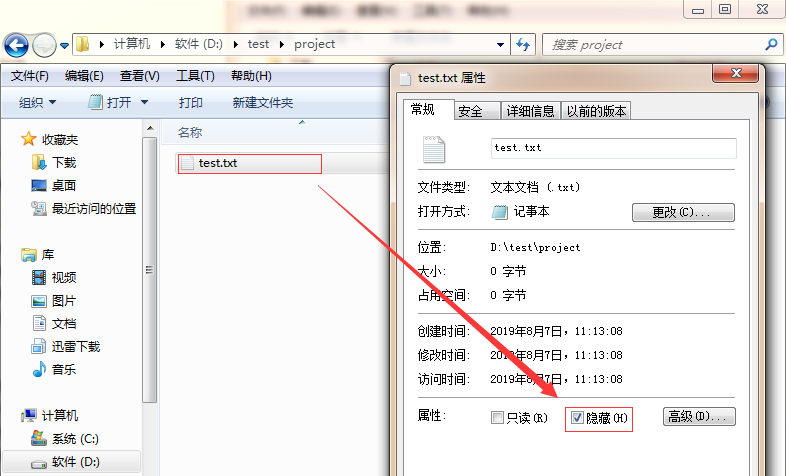 计算机 软件 (D:) test project
搜索 project
文件(F) 编辑(E) 查看(V) 工具(T) 帮助(H)
组织 打开 打印 新建文件夹
收藏夹
下载
桌面
最近访问的位置
库
视频
图片
文档
迅雷下载
音乐
计算机
系统 (C:)
软件 (D:)
名称
test.txt
test.txt 属性
常规 安全 详细信息 以前的版本
test.txt
文件类型: 文本文档 (.txt)
打开方式: 记事本 更改(C)...
位置: D:\test\project
大小: 0 字节
占用空间: 0 字节
创建时间: 2019年8月7日，11:13:08
修改时间: 2019年8月7日，11:13:08
访问时间: 2019年8月7日，11:13:08
属性: 只读(R) 隐藏(H) 高级(D)...